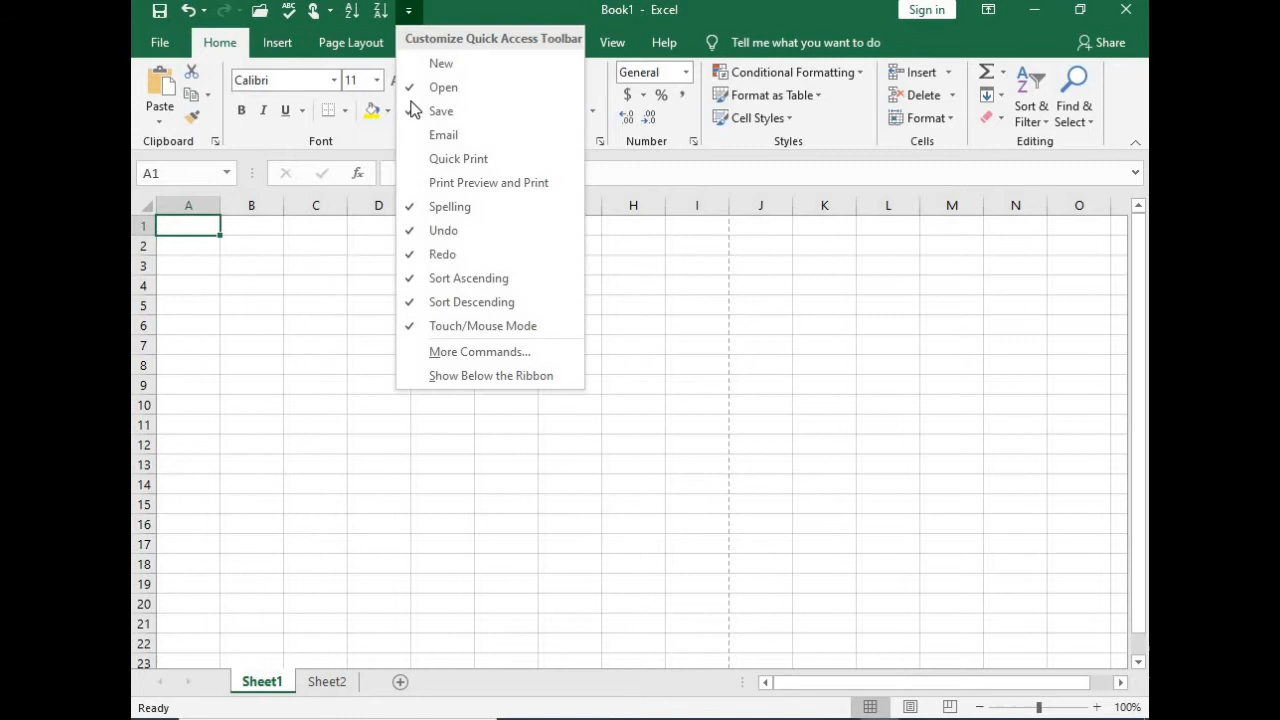 Book1 - Excel
Sign in
File
Home
Insert
Page Layout
View
Help
Tell me what you want to do
Share
Customize Quick Access Toolbar
New
Open
Save
Email
Quick Print
Print Preview and Print
Spelling
Undo
Redo
Sort Ascending
Sort Descending
Touch/Mouse Mode
More Commands...
Show Below the Ribbon
Paste
Clipboard
Calibri
11
A
B I U
Font
General
$ % ,
Number
Conditional Formatting
Format as Table
Cell Styles
Styles
Insert
Delete
Format
Cells
Sort &
Filter
Find &
Select
Editing
A1
fx
A B C D H I J K L M N O
1
2
3
4
5
6
7
8
9
10
11
12
13
14
15
16
17
18
19
20
21
22
23
Sheet1
Sheet2
Ready
100%